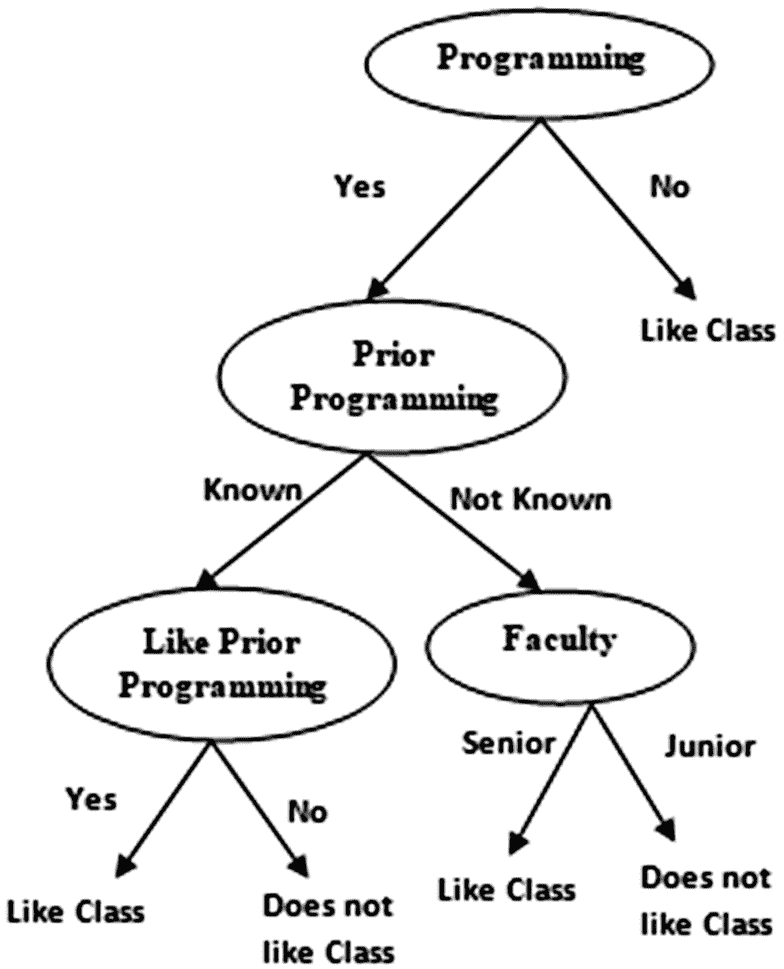 Programming
Yes
No
Like Class
Prior
Programming
Known
Not Known
Like Prior
Programming
Faculty
Yes
No
Senior
Junior
Like Class
Does not
like Class
Like Class
Does not
like Class